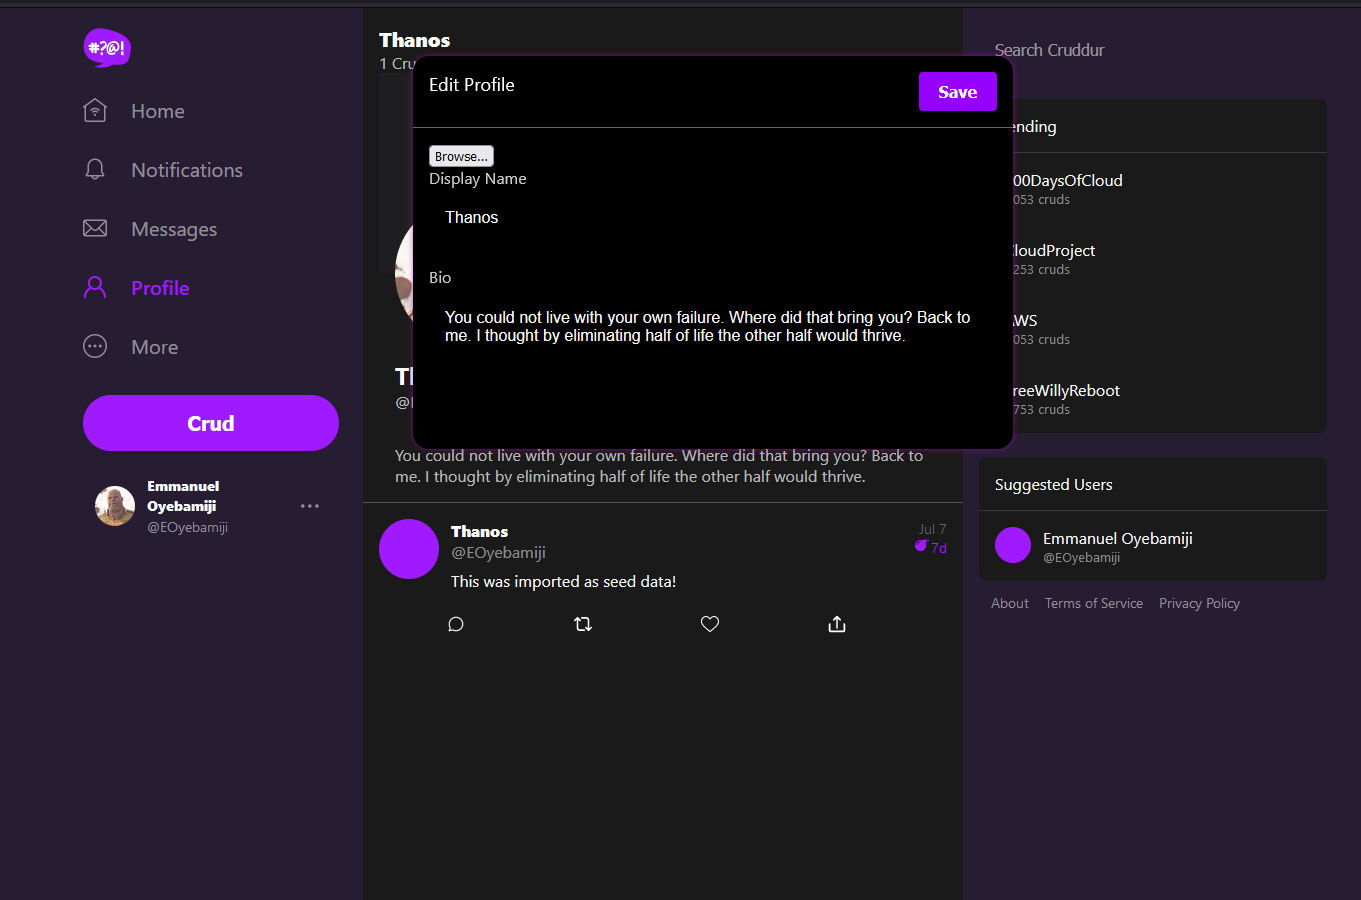 #?@!
Home
Notifications
Messages
Profile
More
Crud
Emmanuel
Oyebamiji
@EOyebamiji
Thanos
1 Cru
Edit Profile
Save
Browse...
Display Name
Thanos
Bio
You could not live with your own failure. Where did that bring you? Back to
me. I thought by eliminating half of life the other half would thrive.
@
You could not live with your own failure. Where did that bring you? Back to
me. I thought by eliminating half of life the other half would thrive.
Thanos
@EOyebamiji
Jul 7
7d
This was imported as seed data!
Search Cruddur
ending
00DaysOfCloud
053 cruds
CloudProject
253 cruds
AWS
053 cruds
reeWillyReboot
753 cruds
Suggested Users
Emmanuel Oyebamiji
@EOyebamiji
About Terms of Service Privacy Policy